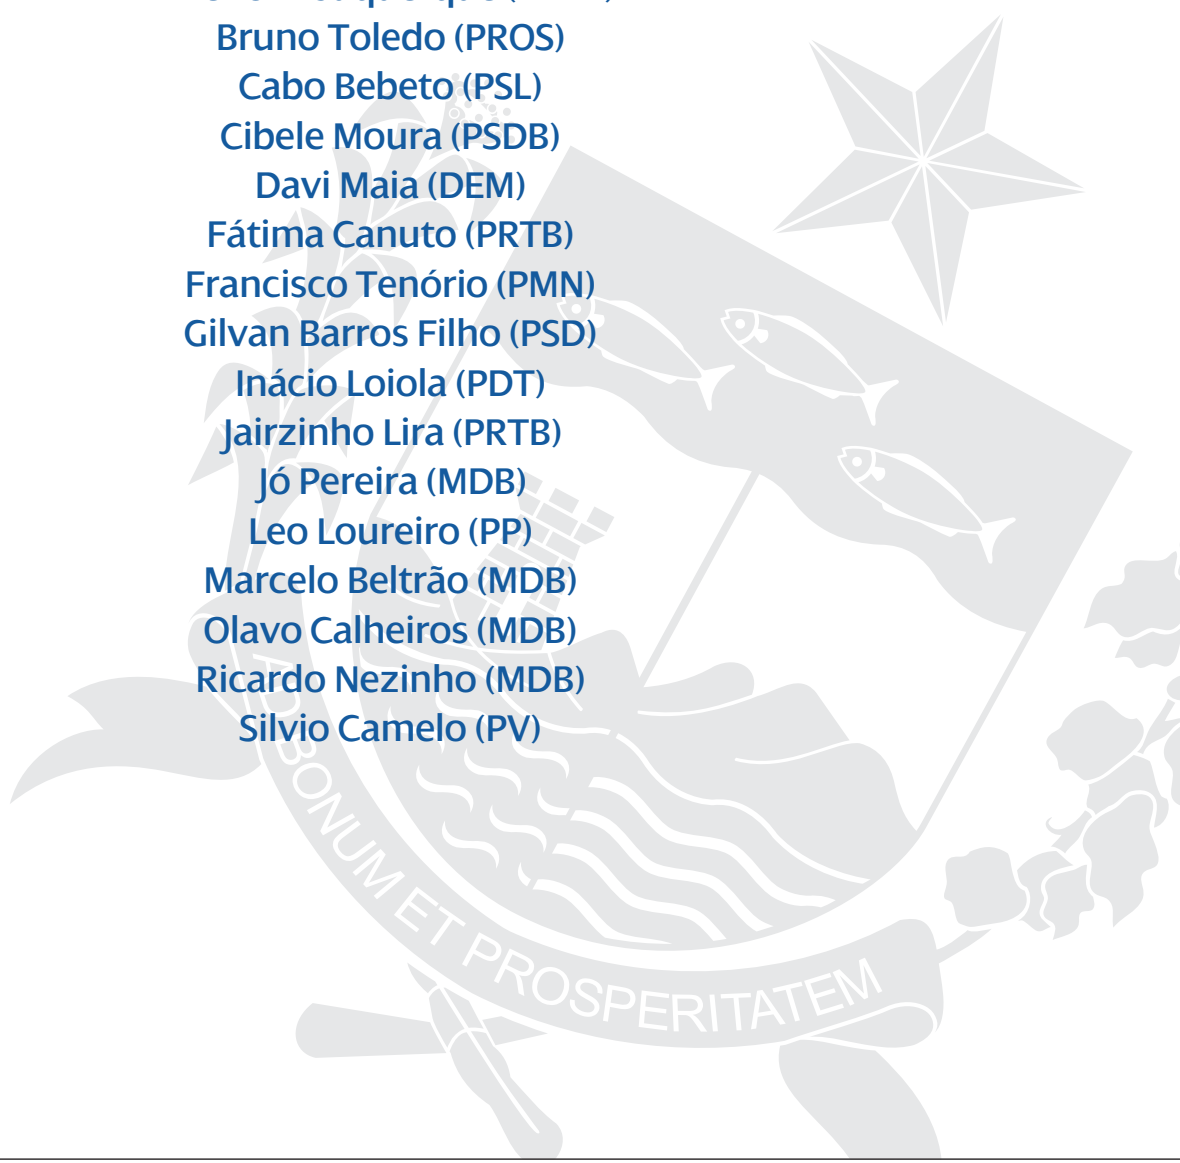 Bruno Toledo (PROS)
Cabo Bebeto (PSL)
Cibele Moura (PSDB)
Davi Maia (DEM)
Fátima Canuto (PRTB)
Francisco Tenório (PMN)
Gilvan Barros Filho (PSD)
Inácio Loiola (PDT)
Jairzinho Lira (PRTB)
Jó Pereira (MDB)
Leo Loureiro (PP)
Marcelo Beltrão (MDB)
Olavo Calheiros (MDB)
Ricardo Nezinho (MDB)
Silvio Camelo (PV)
AD BONUM ET PROSPERITATEM